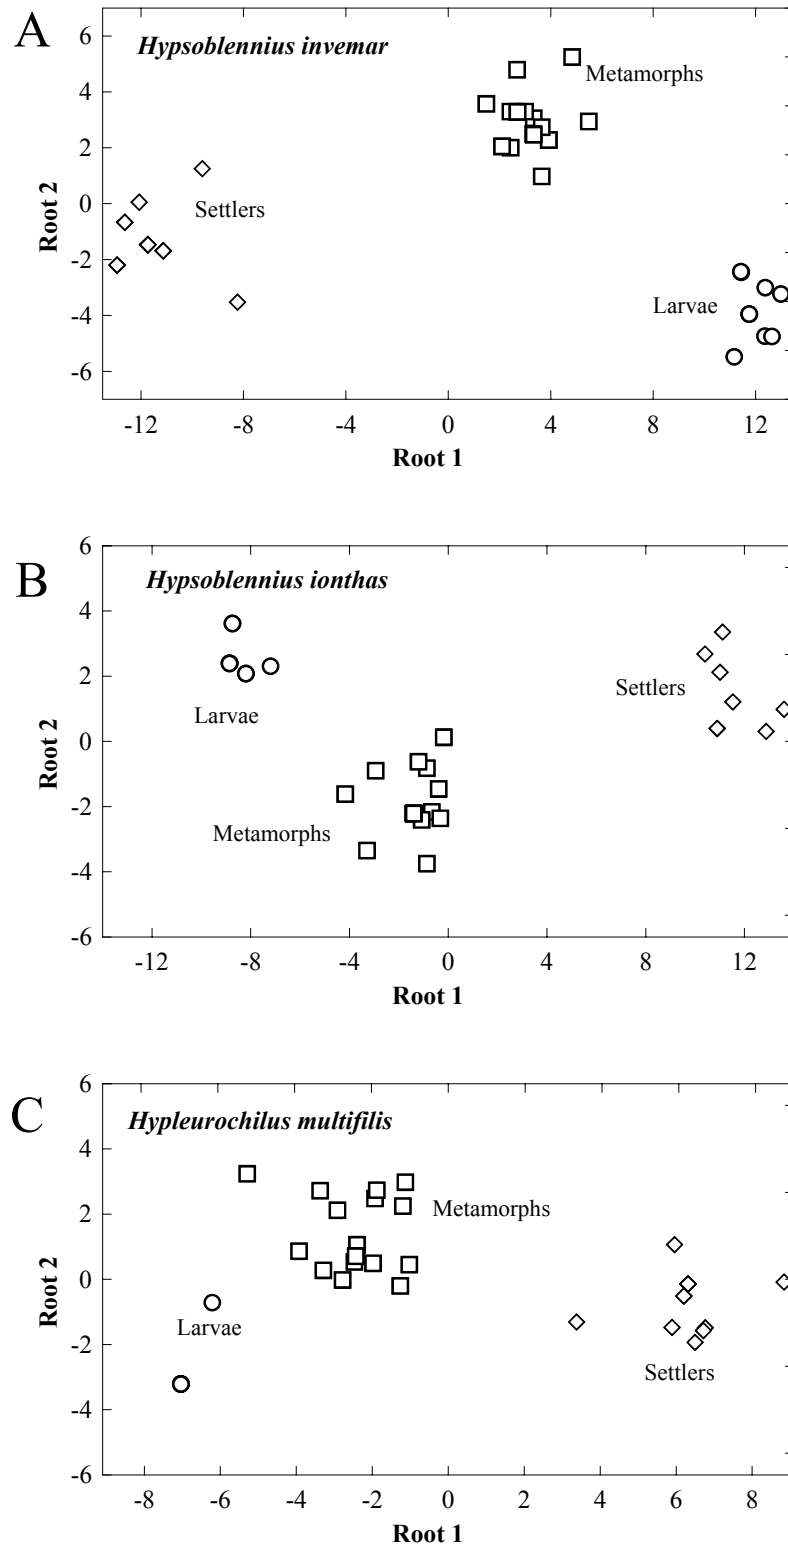 A
Hypsoblennius invemar
6
4
2
0
-2
-4
-6
Root 2
Metamorphs
Settlers
Larvae
-12 -8 -4 0 4 8 12
Root 1
B
Hypsoblennius ionthas
6
4
2
0
-2
-4
-6
Root 2
Settlers
Larvae
Metamorphs
-12 -8 -4 0 4 8 12
Root 1
C
Hypleurochilus multifilis
6
4
2
0
-2
-4
-6
Root 2
Metamorphs
Larvae
Settlers
-8 -6 -4 -2 0 2 4 6 8
Root 1